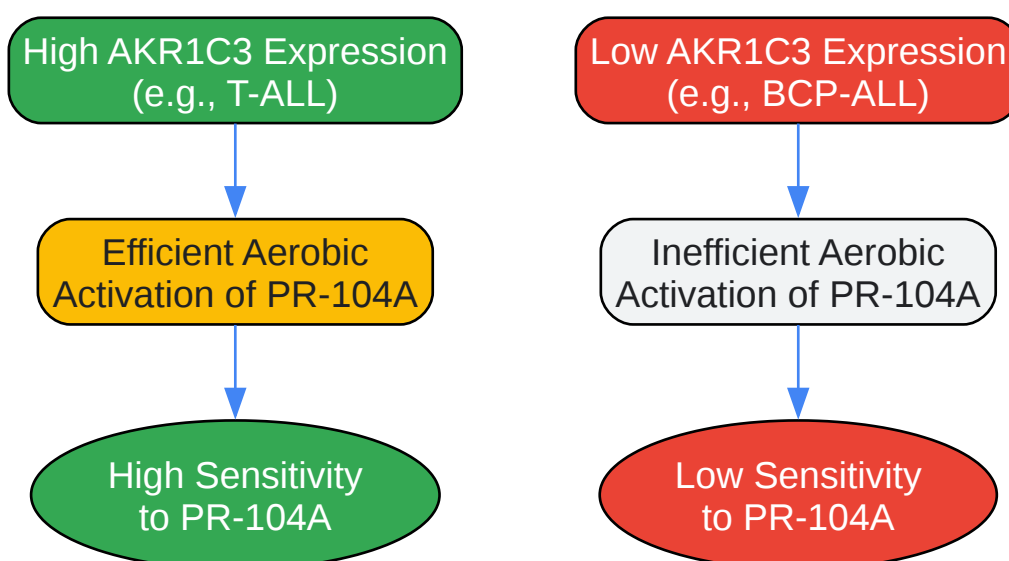 High AKR1C3 Expression
(e.g., T-ALL)
Low AKR1C3 Expression
(e.g., BCP-ALL)
Efficient Aerobic
Activation of PR-104A
Inefficient Aerobic
Activation of PR-104A
High Sensitivity
to PR-104A
Low Sensitivity
to PR-104A